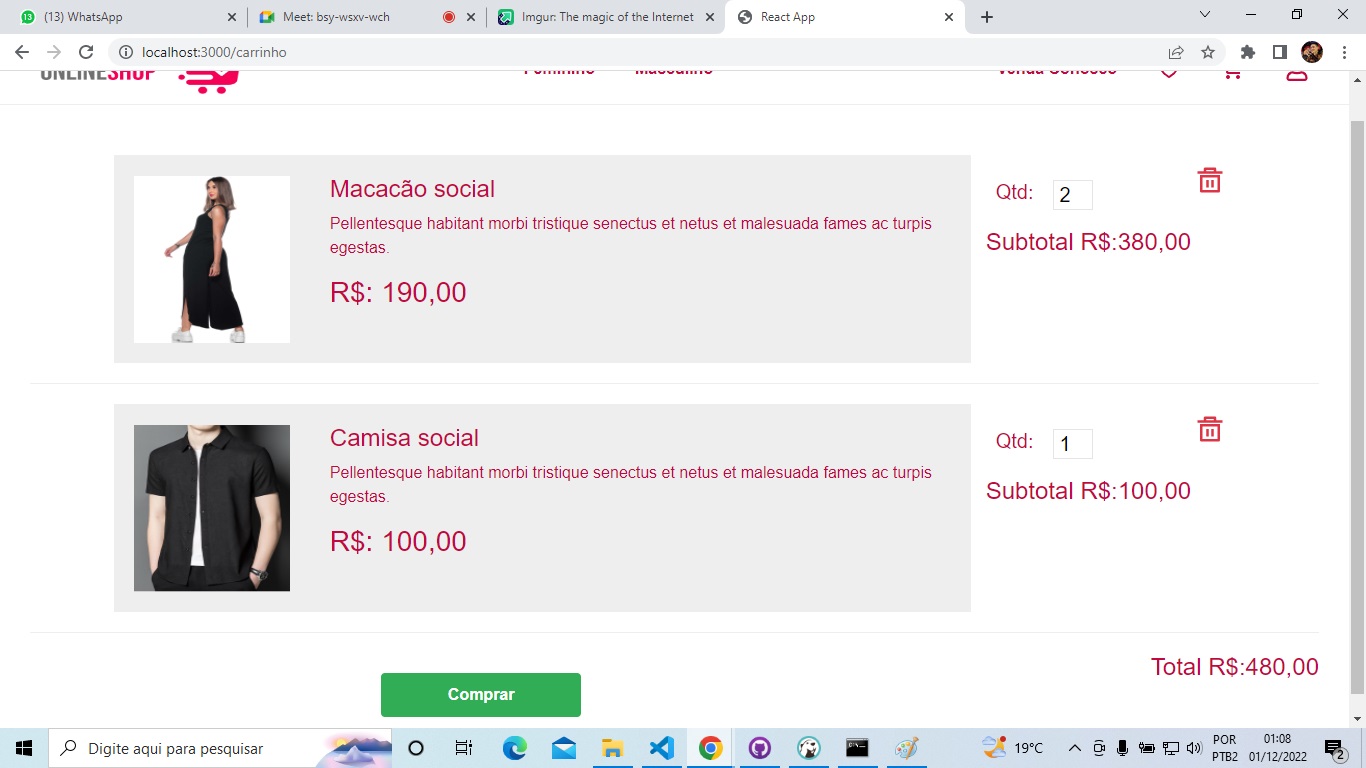 (13) WhatsApp
Meet: bsy-wsxv-wch
Imgur: The magic of the Internet
React App
localhost:3000/carrinho
ONLINESHOP
Feminino
Masculino
Venda Conosco
Macacão social
Pellentesque habitant morbi tristique senectus et netus et malesuada fames ac turpis
egestas.
R$: 190,00
Qtd: 2
Subtotal R$:380,00
Camisa social
Pellentesque habitant morbi tristique senectus et netus et malesuada fames ac turpis
egestas.
R$: 100,00
Qtd: 1
Subtotal R$:100,00
Total R$:480,00
Comprar
Digite aqui para pesquisar
19°C
POR
PTB2
01:08
01/12/2022
2